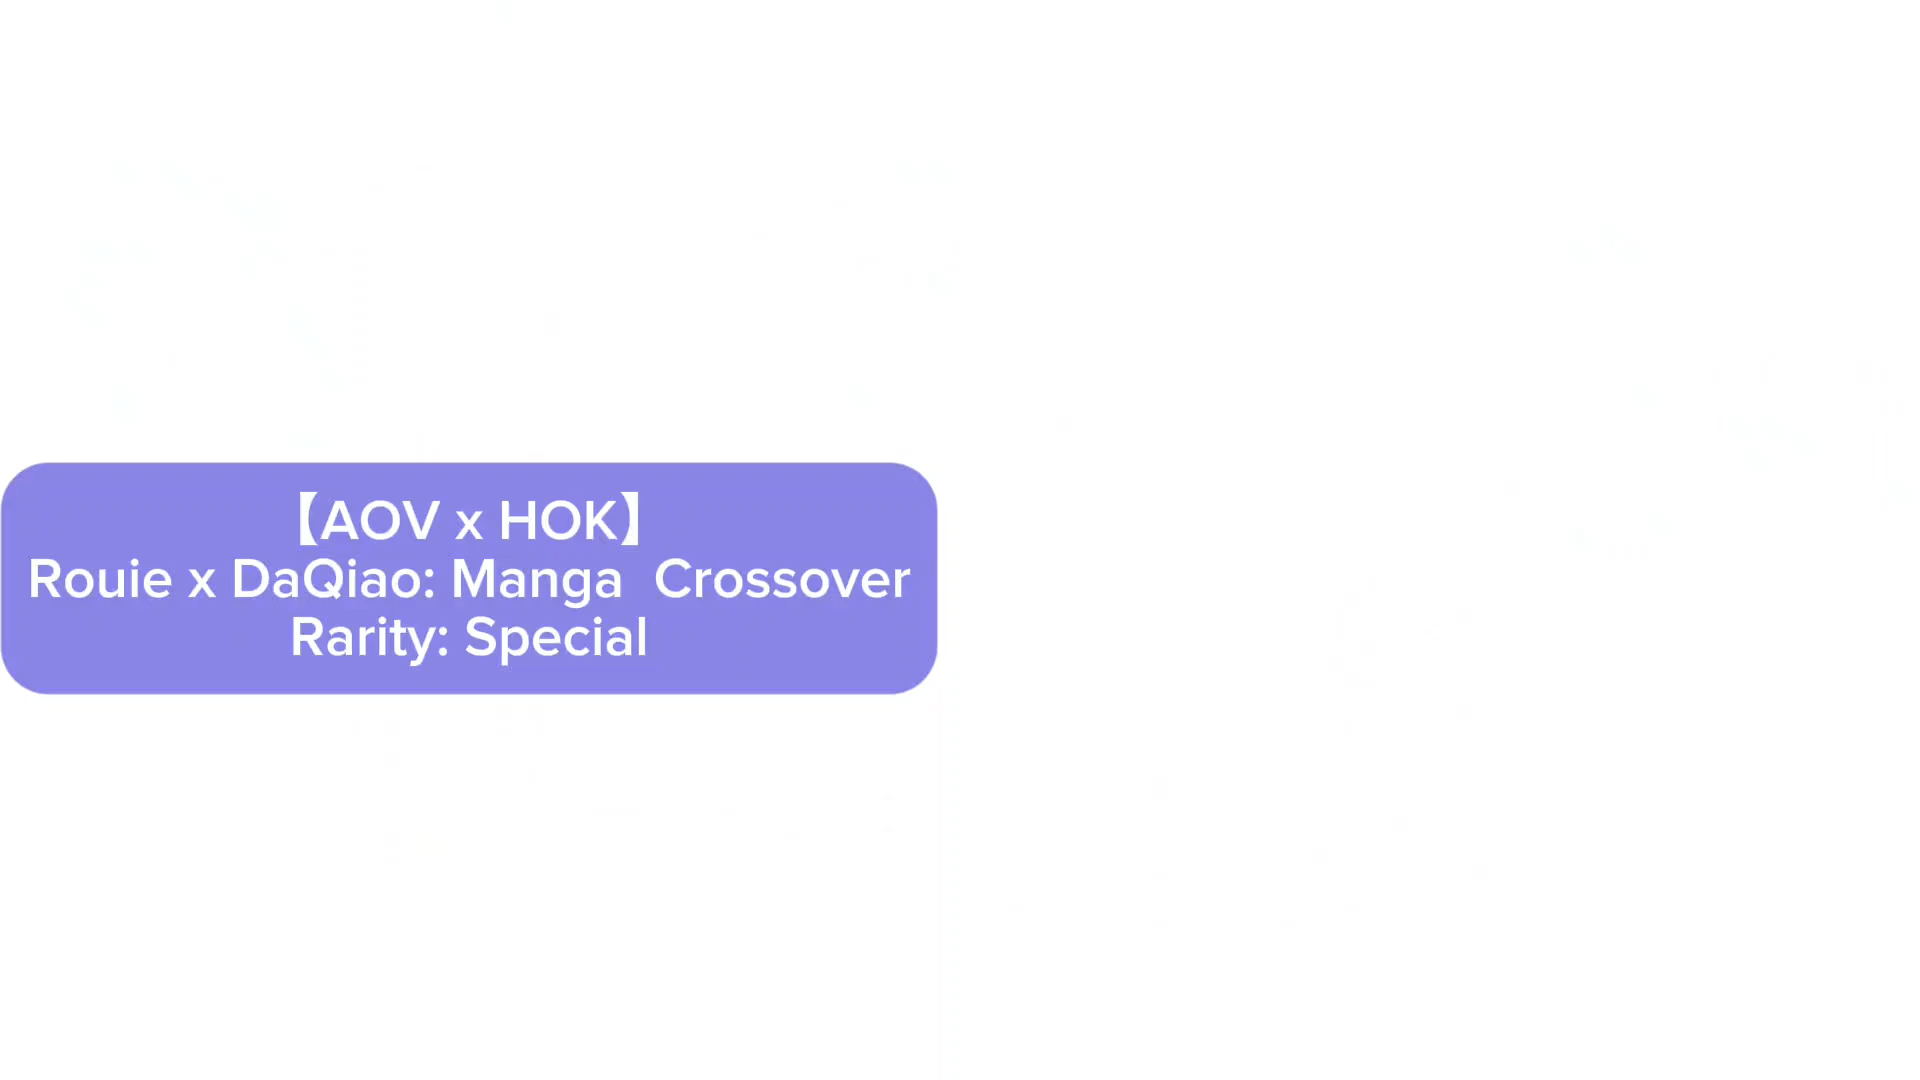 【AOV x HOK】
Rouie x DaQiao: Manga  Crossover
Rarity: Special